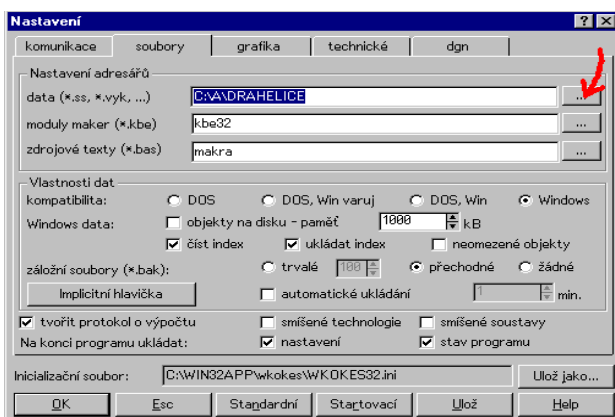 Nastavení
komunikace soubory grafika technické dgn
Nastavení adresářů
data (*.ss, *.vyk, ...) C:\A\DRAHELICE ...
moduly maker (*.kbe) kbe32 ...
zdrojové texty (*.bas) makra ...
Vlastnosti dat
kompatibilita: DOS DOS, Win varuj DOS, Win Windows
Windows data: objekty na disku - paměť 1000 kB
číst index ukládat index neomezené objekty
záložní soubory (*.bak): trvalé 100 přechodné žádné
Implicitní hlavička automatické ukládání 1 min.
tvořit protokol o výpočtu smíšené technologie smíšené soustavy
Na konci programu ukládat: nastavení stav programu
Inicializační soubor: C:\WIN32APP\wkokes\WKOKES32.ini Ulož jako...
OK Esc Standardní Startovací Ulož Help